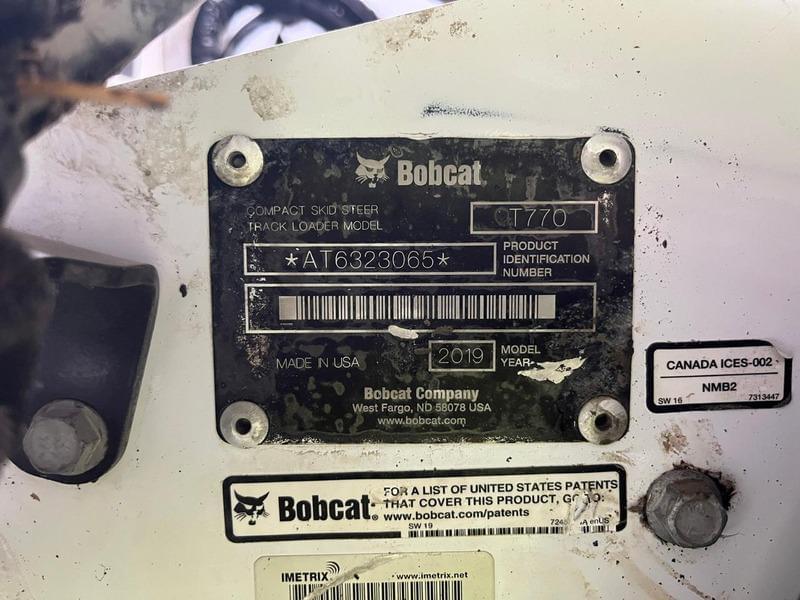 Bobcat
COMPACT SKID STEER
TRACK LOADER MODEL
T770
*AT6323065*
PRODUCT
IDENTIFICATION
NUMBER
MADE IN USA
2019
MODEL
YEAR
Bobcat Company
West Fargo, ND 58078 USA
www.bobcat.com
CANADA ICES-002
NMB2
SW 16 7313447
Bobcat.
FOR A LIST OF UNITED STATES PATENTS
THAT COVER THIS PRODUCT, GO TO:
www.bobcat.com/patents
SW 19 enUS
IMETRIX www.imetrix.net